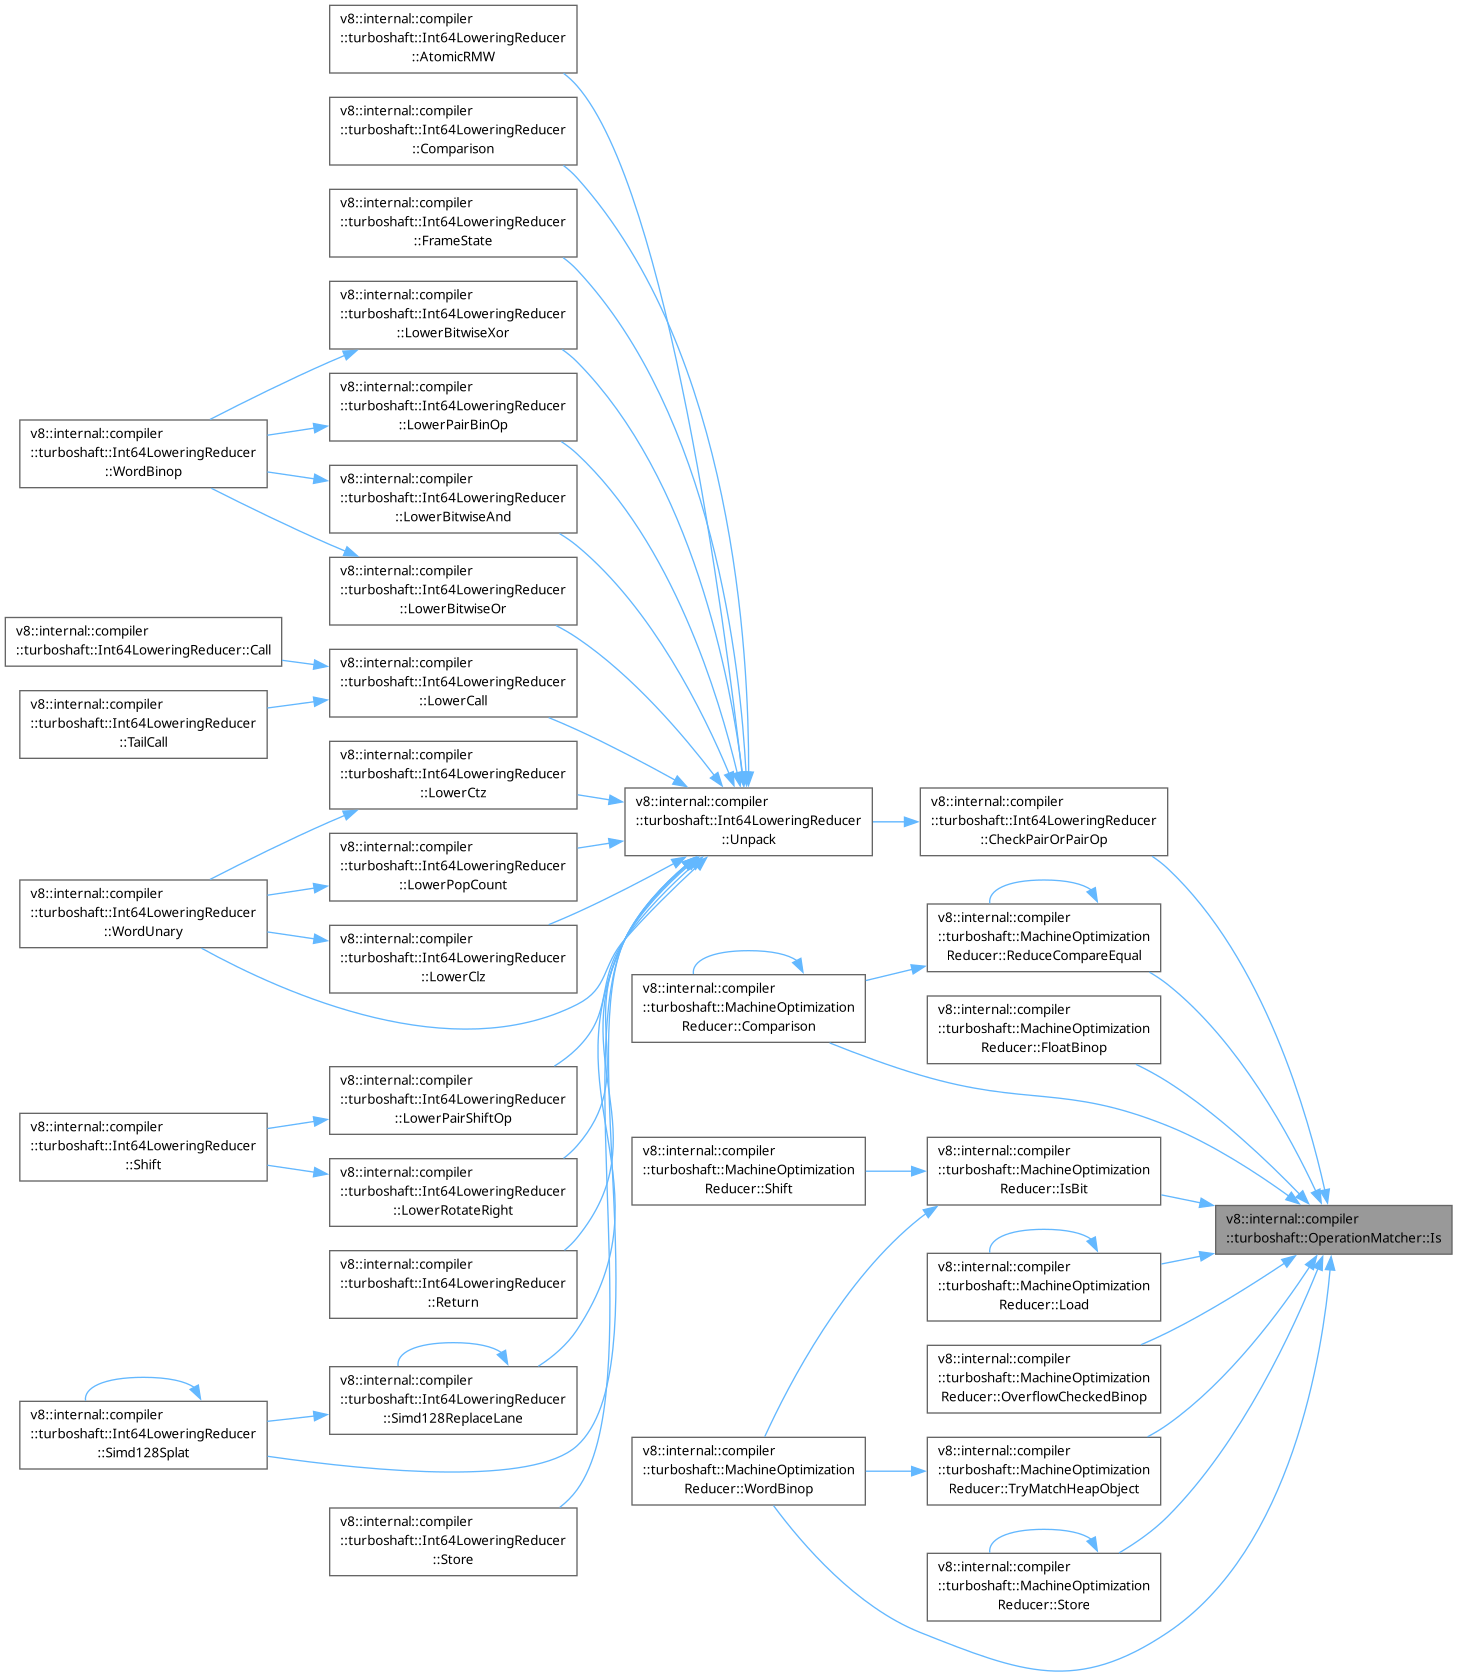 v8::internal::compiler
::turboshaft::Int64LoweringReducer
::AtomicRMW
v8::internal::compiler
::turboshaft::Int64LoweringReducer
::Comparison
v8::internal::compiler
::turboshaft::Int64LoweringReducer
::FrameState
v8::internal::compiler
::turboshaft::Int64LoweringReducer
::LowerBitwiseXor
v8::internal::compiler
::turboshaft::Int64LoweringReducer
::LowerPairBinOp
v8::internal::compiler
::turboshaft::Int64LoweringReducer
::WordBinop
v8::internal::compiler
::turboshaft::Int64LoweringReducer
::LowerBitwiseAnd
v8::internal::compiler
::turboshaft::Int64LoweringReducer
::LowerBitwiseOr
v8::internal::compiler
::turboshaft::Int64LoweringReducer::Call
v8::internal::compiler
::turboshaft::Int64LoweringReducer
::LowerCall
v8::internal::compiler
::turboshaft::Int64LoweringReducer
::TailCall
v8::internal::compiler
::turboshaft::Int64LoweringReducer
::LowerCtz
v8::internal::compiler
::turboshaft::Int64LoweringReducer
::Unpack
v8::internal::compiler
::turboshaft::Int64LoweringReducer
::CheckPairOrPairOp
v8::internal::compiler
::turboshaft::Int64LoweringReducer
::LowerPopCount
v8::internal::compiler
::turboshaft::Int64LoweringReducer
::WordUnary
v8::internal::compiler
::turboshaft::Int64LoweringReducer
::LowerClz
v8::internal::compiler
::turboshaft::MachineOptimization
Reducer::ReduceCompareEqual
v8::internal::compiler
::turboshaft::MachineOptimization
Reducer::Comparison
v8::internal::compiler
::turboshaft::MachineOptimization
Reducer::FloatBinop
v8::internal::compiler
::turboshaft::Int64LoweringReducer
::LowerPairShiftOp
v8::internal::compiler
::turboshaft::Int64LoweringReducer
::Shift
v8::internal::compiler
::turboshaft::Int64LoweringReducer
::LowerRotateRight
v8::internal::compiler
::turboshaft::MachineOptimization
Reducer::Shift
v8::internal::compiler
::turboshaft::MachineOptimization
Reducer::IsBit
v8::internal::compiler
::turboshaft::OperationMatcher::Is
v8::internal::compiler
::turboshaft::Int64LoweringReducer
::Return
v8::internal::compiler
::turboshaft::MachineOptimization
Reducer::Load
v8::internal::compiler
::turboshaft::MachineOptimization
Reducer::OverflowCheckedBinop
v8::internal::compiler
::turboshaft::Int64LoweringReducer
::Simd128ReplaceLane
v8::internal::compiler
::turboshaft::Int64LoweringReducer
::Simd128Splat
v8::internal::compiler
::turboshaft::MachineOptimization
Reducer::WordBinop
v8::internal::compiler
::turboshaft::MachineOptimization
Reducer::TryMatchHeapObject
v8::internal::compiler
::turboshaft::Int64LoweringReducer
::Store
v8::internal::compiler
::turboshaft::MachineOptimization
Reducer::Store